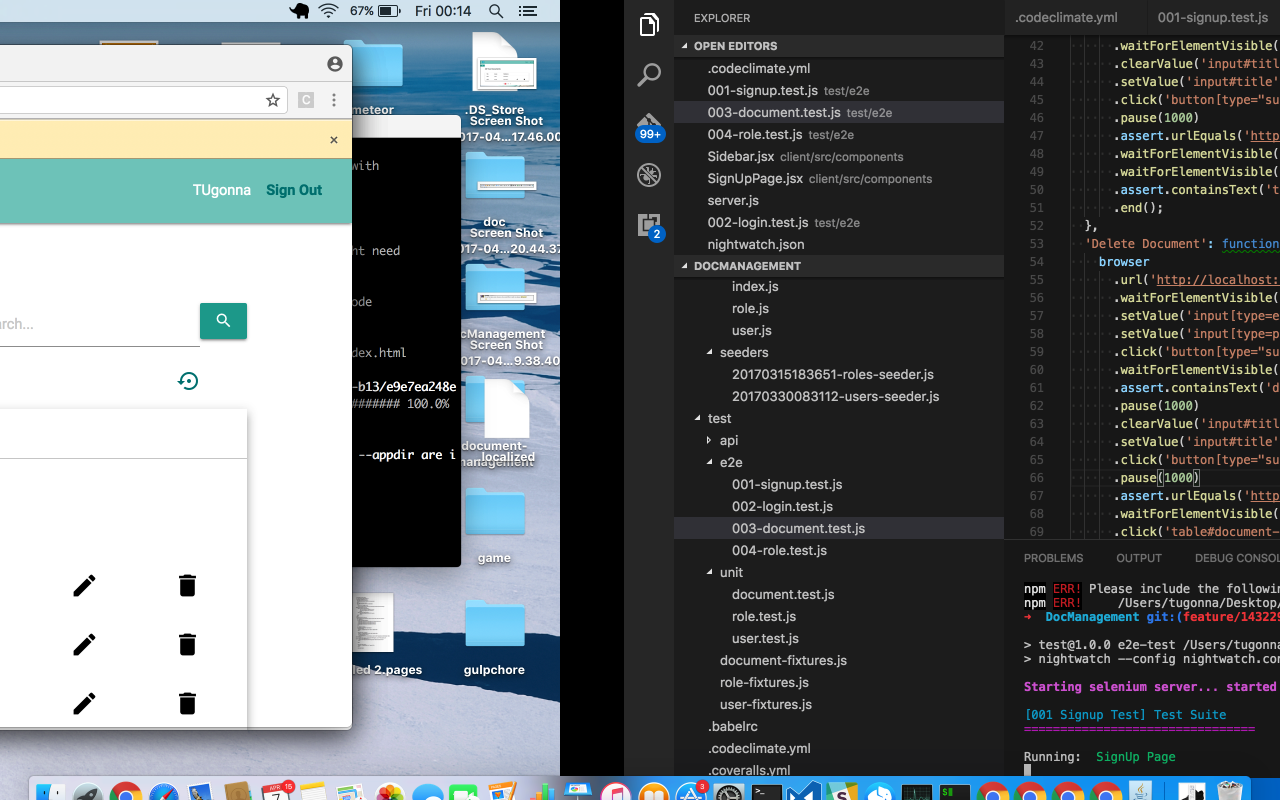 67%
Fri 00:14
meteor
.DS_Store
Screen Shot
017-04...17.46.00
×
TUgonna
Sign Out
with
ht need
ode
dex.html
-b13/e9e7ea248e
####### 100.0%
--appdir are i
doc
Screen Shot
017-04...20.44.37
cManagement
Screen Shot
017-04...9.38.40
document-
.localized
management
game
led 2.pages
gulpchore
arch...
C
APR
15
7
3
EXPLORER
OPEN EDITORS
.codeclimate.yml
001-signup.test.js test/e2e
003-document.test.js test/e2e
004-role.test.js test/e2e
Sidebar.jsx client/src/components
SignUpPage.jsx client/src/components
server.js
002-login.test.js test/e2e
nightwatch.json
99+
2
DOCMANAGEMENT
index.js
role.js
user.js
seeders
20170315183651-roles-seeder.js
20170330083112-users-seeder.js
test
api
e2e
001-signup.test.js
002-login.test.js
003-document.test.js
004-role.test.js
unit
document.test.js
role.test.js
user.test.js
document-fixtures.js
role-fixtures.js
user-fixtures.js
.babelrc
.codeclimate.yml
.coveralls.yml
.codeclimate.yml
001-signup.test.js
42 .waitForElementVisible(
43 .clearValue('input#titl
44 .setValue('input#title'
45 .click('button[type="su
46 .pause(1000)
47 .assert.urlEquals('http
48 .waitForElementVisible(
49 .waitForElementVisible(
50 .assert.containsText('t
51 .end();
52 },
53 'Delete Document': function
54 browser
55 .url('http://localhost:
56 .waitForElementVisible(
57 .setValue('input[type=e
58 .setValue('input[type=p
59 .click('button[type="su
60 .waitForElementVisible(
61 .assert.containsText('d
62 .pause(1000)
63 .clearValue('input#titl
64 .setValue('input#title'
65 .click('button[type="su
66 .pause(1000)
67 .assert.urlEquals('http
68 .waitForElementVisible(
69 .click('table#document-
PROBLEMS
OUTPUT
DEBUG CONSOL
npm ERR! Please include the followin
npm ERR! /Users/tugonna/Desktop/
➜ DocManagement git:(feature/143229
> test@1.0.0 e2e-test /Users/tugonna
> nightwatch --config nightwatch.con
Starting selenium server... started
[001 Signup Test] Test Suite
==============================
Running: SignUp Page